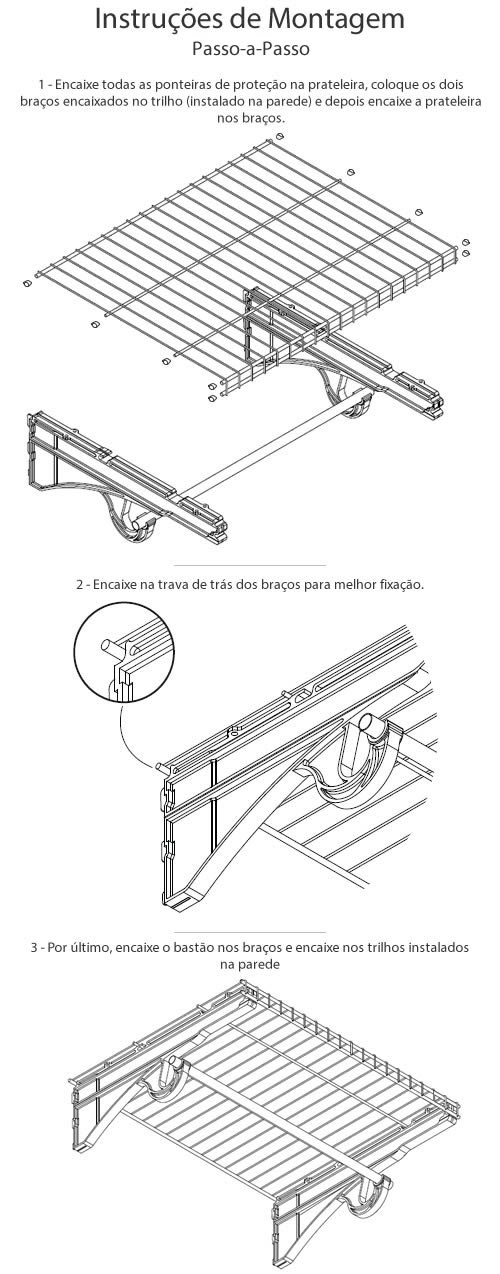 Instruções de Montagem
Passo-a-Passo
1 - Encaixe todas as ponteiras de proteção na prateleira, coloque os dois
braços encaixados no trilho (instalado na parede) e depois encaixe a prateleira
nos braços.
2 - Encaixe na trava de trás dos braços para melhor fixação.
3 - Por último, encaixe o bastão nos braços e encaixe nos trilhos instalados
na parede